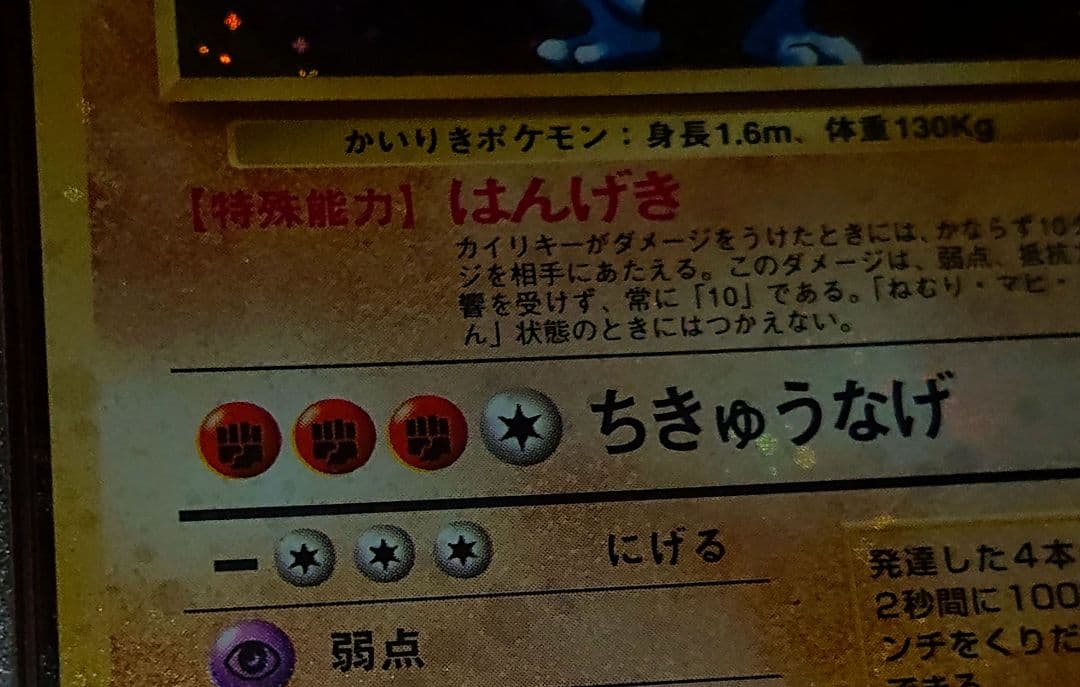 かいりきポケモン：身長1.6m、体重130Kg
【特殊能力】 はんげき
カイリキーがダメージをうけたときには、かならず10
ジを相手にあたえる。このダメージは、弱点、抵抗
響を受けず、常に「10」である。「ねむり・マヒ・
ん」状態のときにはつかえない。
ちきゅうなげ
にげる
弱点
発達した4本
2秒間に100
ンチをくりだ
できる